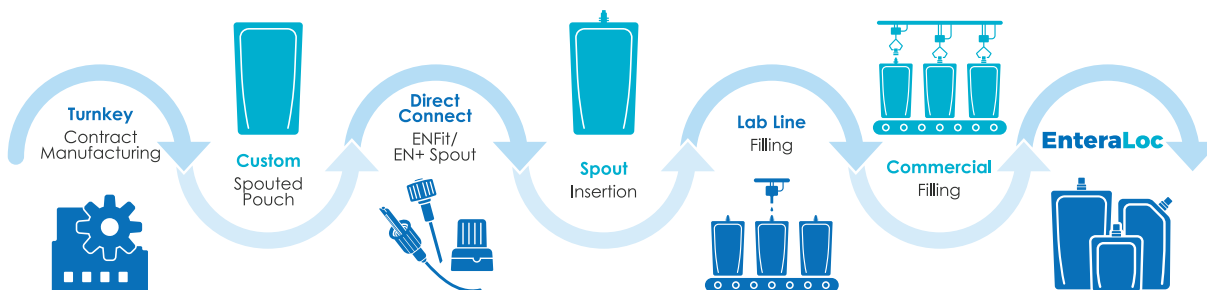 Turnkey
Contract
Manufacturing
Custom
Spouted
Pouch
Direct
Connect
ENFit/
EN+ Spout
Spout
Insertion
Lab Line
Filling
Commercial
Filling
EnteraLoc